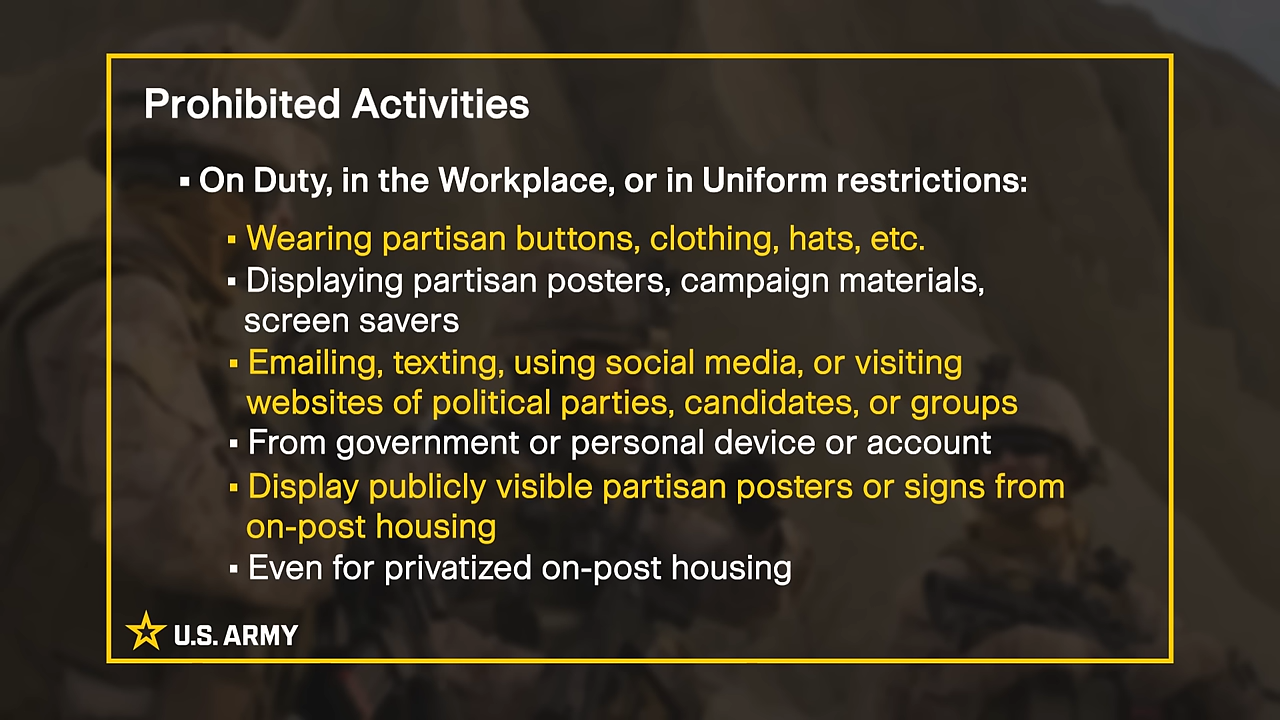 Prohibited Activities
▪ On Duty, in the Workplace, or in Uniform restrictions:
▪ Wearing partisan buttons, clothing, hats, etc.
▪ Displaying partisan posters, campaign materials,
screen savers
▪ Emailing, texting, using social media, or visiting
websites of political parties, candidates, or groups
▪ From government or personal device or account
▪ Display publicly visible partisan posters or signs from
on-post housing
▪ Even for privatized on-post housing
U.S. ARMY